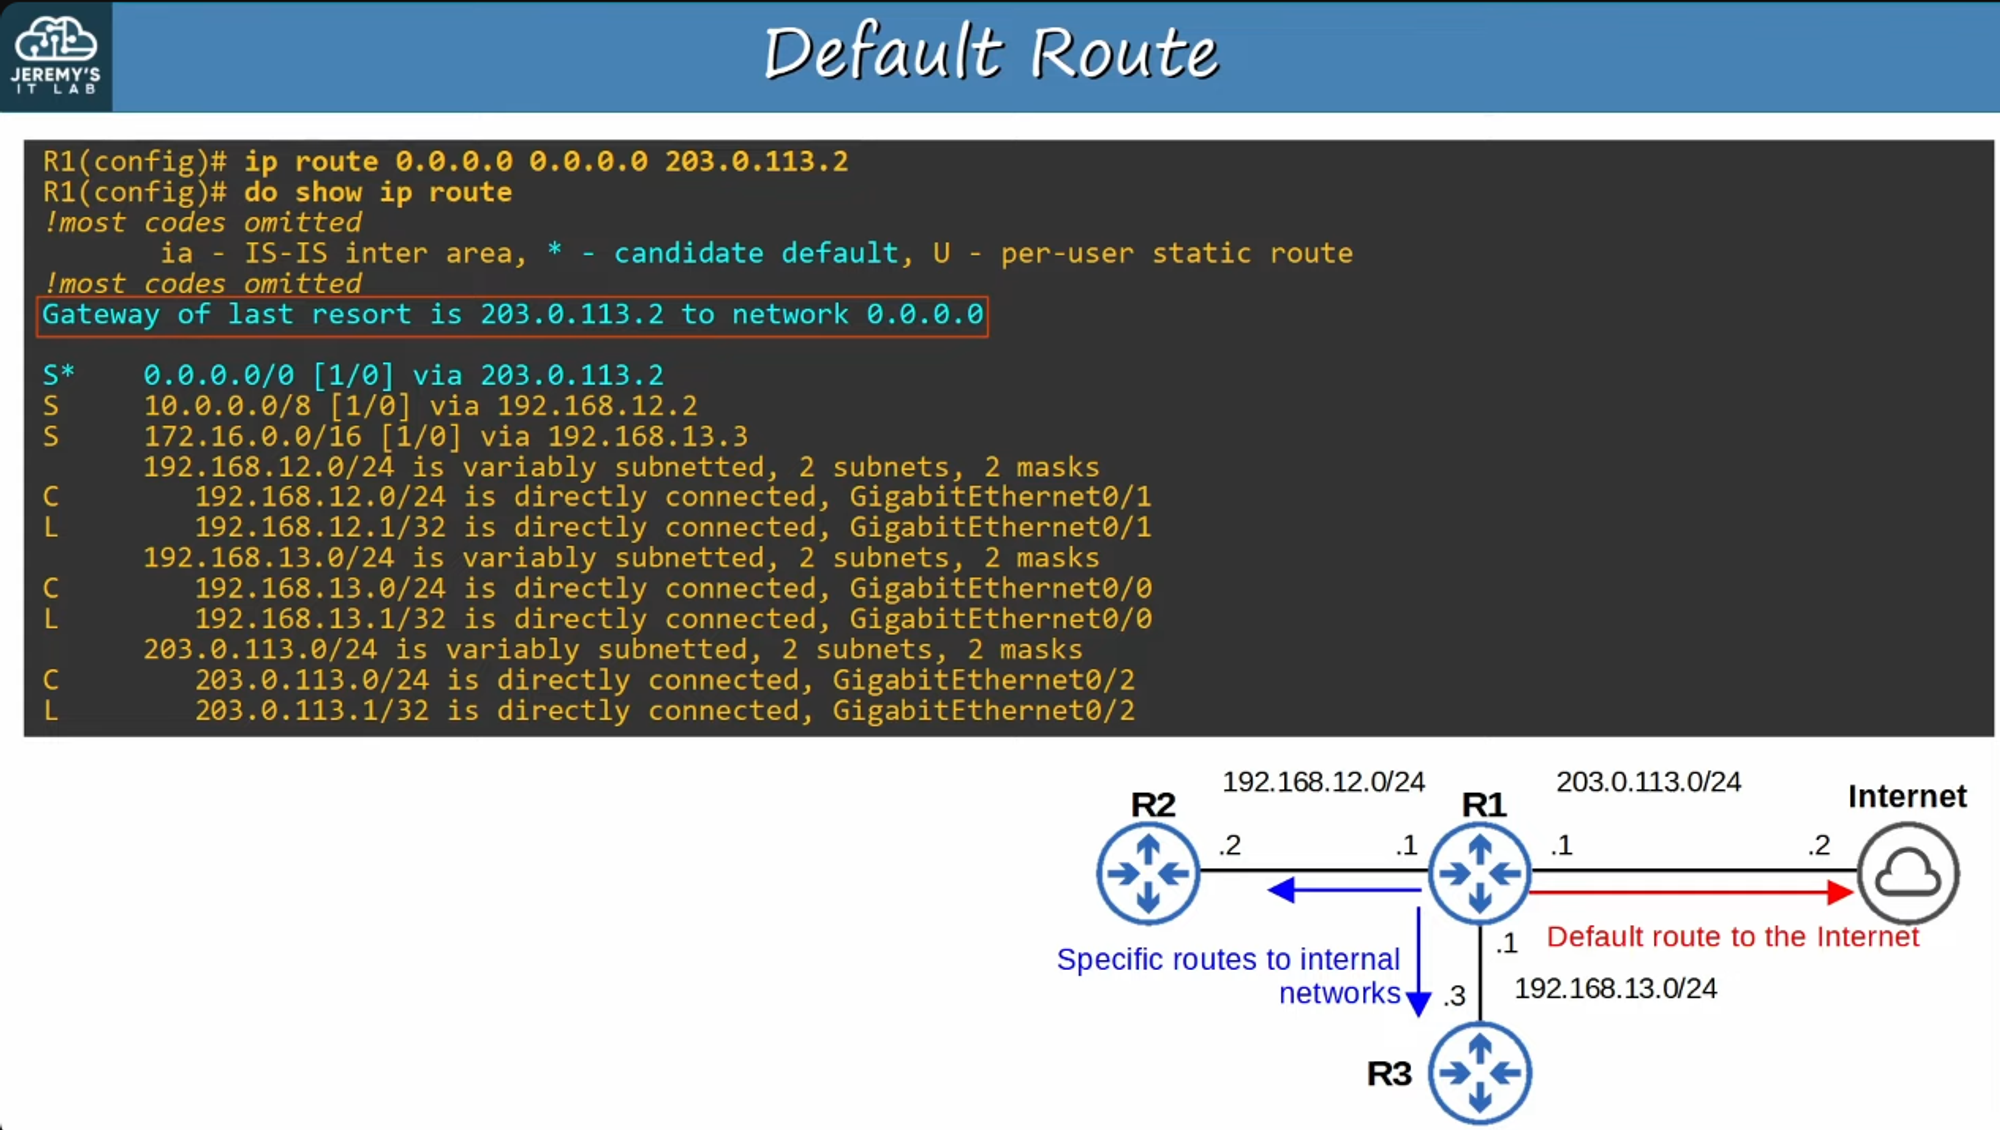 JEREMY'S
IT LAB
Default Route
R1(config)# ip route 0.0.0.0 0.0.0.0 203.0.113.2
R1(config)# do show ip route
!most codes omitted
ia - IS-IS inter area, * - candidate default, U - per-user static route
!most codes omitted
Gateway of last resort is 203.0.113.2 to network 0.0.0.0
S* 0.0.0.0/0 [1/0] via 203.0.113.2
S 10.0.0.0/8 [1/0] via 192.168.12.2
S 172.16.0.0/16 [1/0] via 192.168.13.3
192.168.12.0/24 is variably subnetted, 2 subnets, 2 masks
C 192.168.12.0/24 is directly connected, GigabitEthernet0/1
L 192.168.12.1/32 is directly connected, GigabitEthernet0/1
192.168.13.0/24 is variably subnetted, 2 subnets, 2 masks
C 192.168.13.0/24 is directly connected, GigabitEthernet0/0
L 192.168.13.1/32 is directly connected, GigabitEthernet0/0
203.0.113.0/24 is variably subnetted, 2 subnets, 2 masks
C 203.0.113.0/24 is directly connected, GigabitEthernet0/2
L 203.0.113.1/32 is directly connected, GigabitEthernet0/2
192.168.12.0/24
203.0.113.0/24
R2
R1
Internet
.2
.1
.1
.2
Default route to the Internet
.1
Specific routes to internal
networks
.3
192.168.13.0/24
R3